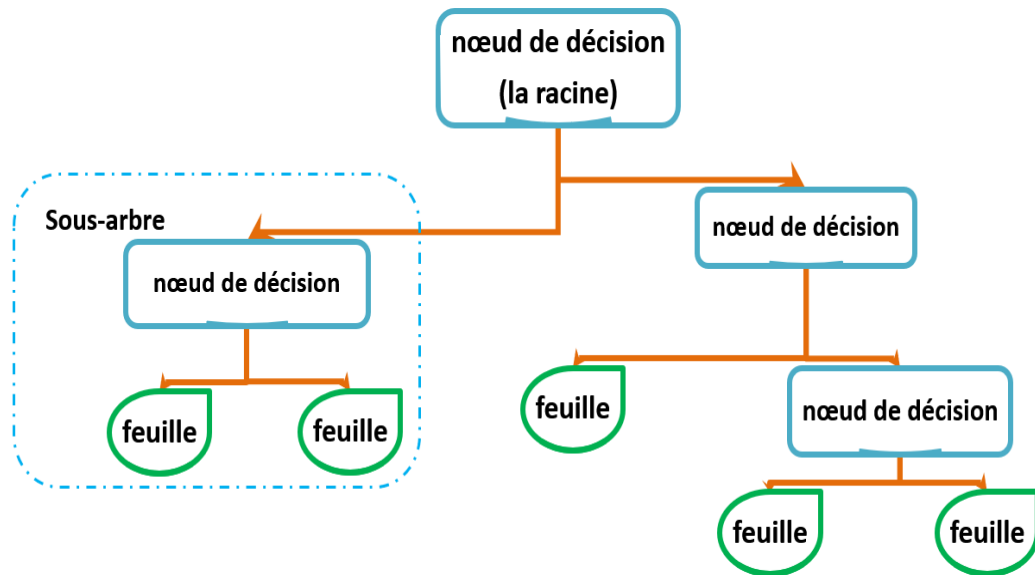 nœud de décision
(la racine)
Sous-arbre
nœud de décision
nœud de décision
feuille
feuille
feuille
nœud de décision
feuille
feuille